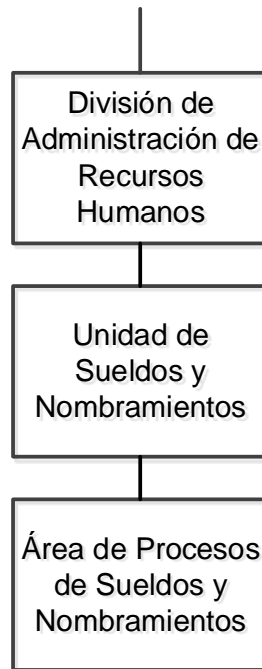 División de
Administración de
Recursos
Humanos
Unidad de
Sueldos y
Nombramientos
Área de Procesos
de Sueldos y
Nombramientos